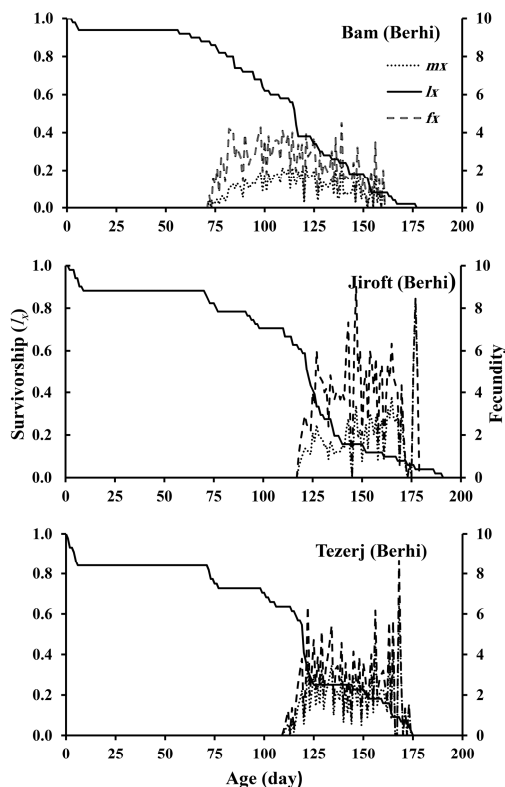 Bam (Berhi)
mx
lx
fx
1.0 0.8 0.6 0.4 0.2 0.0
10 8 6 4 2 0
0 25 50 75 100 125 150 175 200
Jiroft (Berhi)
Survivorship (lx)
Fecundity
1.0 0.8 0.6 0.4 0.2 0.0
10 8 6 4 2 0
0 25 50 75 100 125 150 175 200
Tezerj (Berhi)
1.0 0.8 0.6 0.4 0.2 0.0
10 8 6 4 2 0
0 25 50 75 100 125 150 175 200
Age (day)